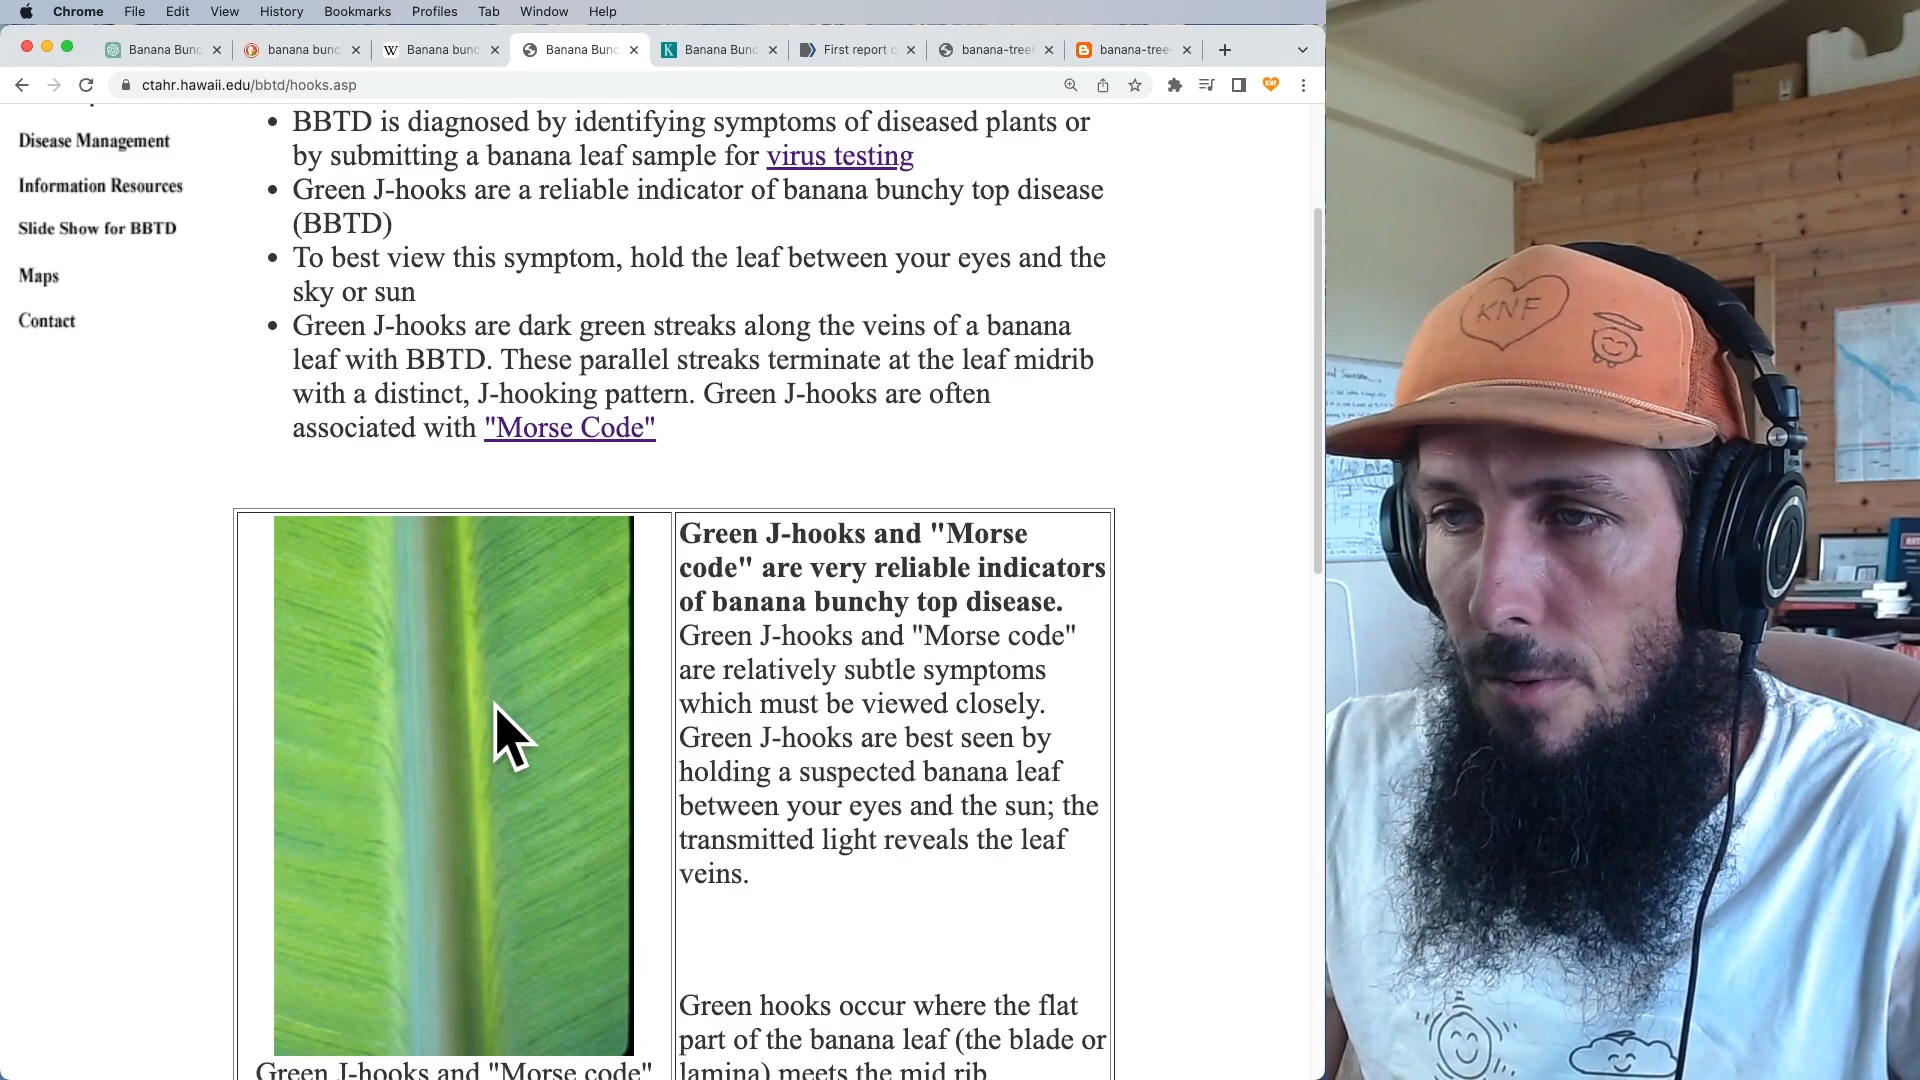 Chrome File Edit View History Bookmarks Profiles Tab Window Help
Banana Bunc
banana bunc
W Banana bunc
Banana Bunc
K Banana Bunc
First report o
banana-tree
banana-tree-
ctahr.hawaii.edu/bbtd/hooks.asp
Disease Management
Information Resources
Slide Show for BBTD
Maps
Contact
BBTD is diagnosed by identifying symptoms of diseased plants or
by submitting a banana leaf sample for virus testing
Green J-hooks are a reliable indicator of banana bunchy top disease
(BBTD)
To best view this symptom, hold the leaf between your eyes and the
sky or sun
Green J-hooks are dark green streaks along the veins of a banana
leaf with BBTD. These parallel streaks terminate at the leaf midrib
with a distinct, J-hooking pattern. Green J-hooks are often
associated with "Morse Code"
Green J-hooks and "Morse code"
Green J-hooks and "Morse
code" are very reliable indicators
of banana bunchy top disease.
Green J-hooks and "Morse code"
are relatively subtle symptoms
which must be viewed closely.
Green J-hooks are best seen by
holding a suspected banana leaf
between your eyes and the sun; the
transmitted light reveals the leaf
veins.
Green hooks occur where the flat
part of the banana leaf (the blade or
lamina) meets the mid rib
KNF